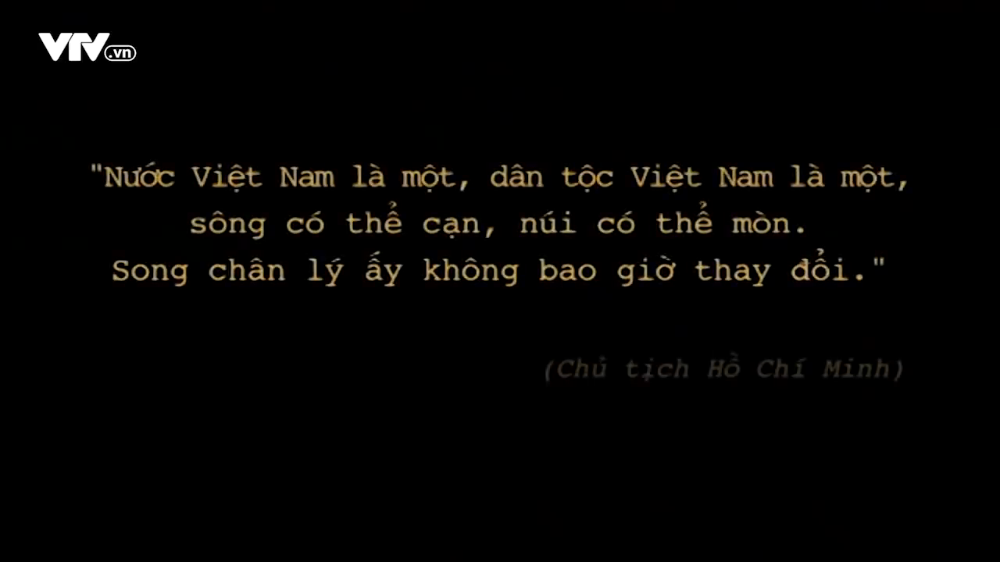 VTV.vn
"Nước Việt Nam là một, dân tộc Việt Nam là một,
sông có thể cạn, núi có thể mòn.
Song chân lý ấy không bao giờ thay đổi."
(Chủ tịch Hồ Chí Minh)